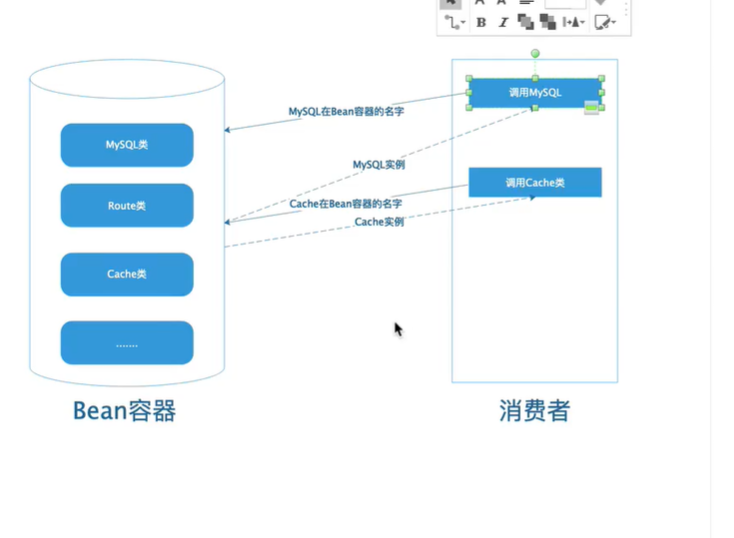 MySQL类
Route类
Cache类
.......
Bean容器
MySQL在Bean容器的名字
MySQL实例
Cache在Bean容器的名字
Cache实例
调用MySQL
调用Cache类
消费者
B
I